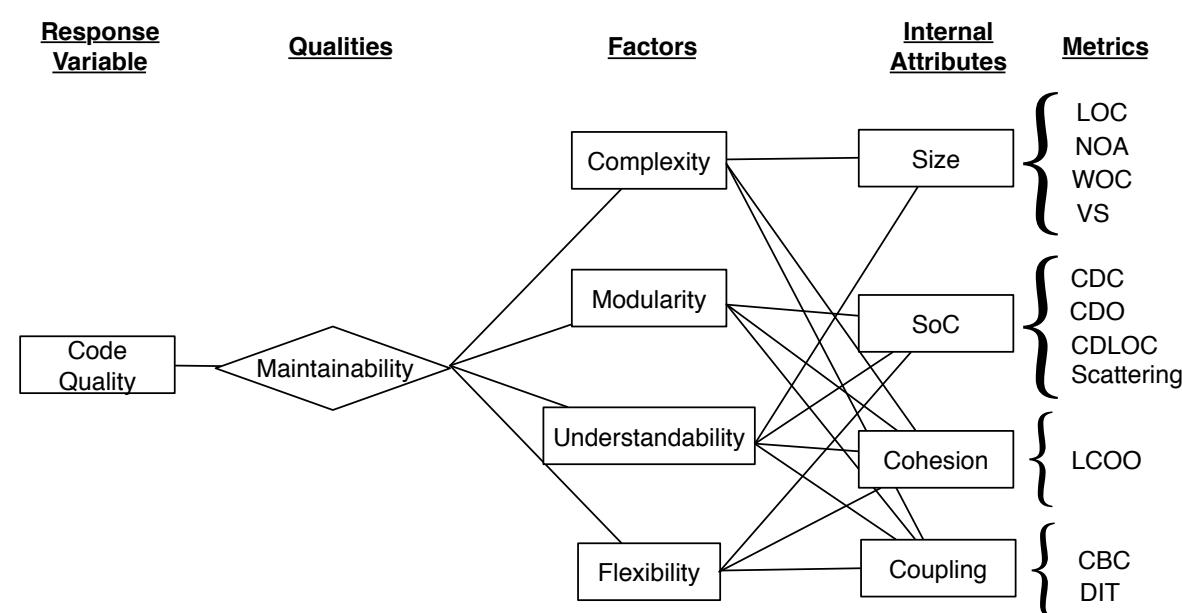 Response
Variable
Qualities
Factors
Internal
Attributes
Metrics
Complexity
Size
LOC
NOA
WOC
VS
Modularity
SoC
CDC
CDO
CDLOC
Scattering
Code
Quality
Maintainability
Understandability
Cohesion
LCOO
Flexibility
Coupling
CBC
DIT